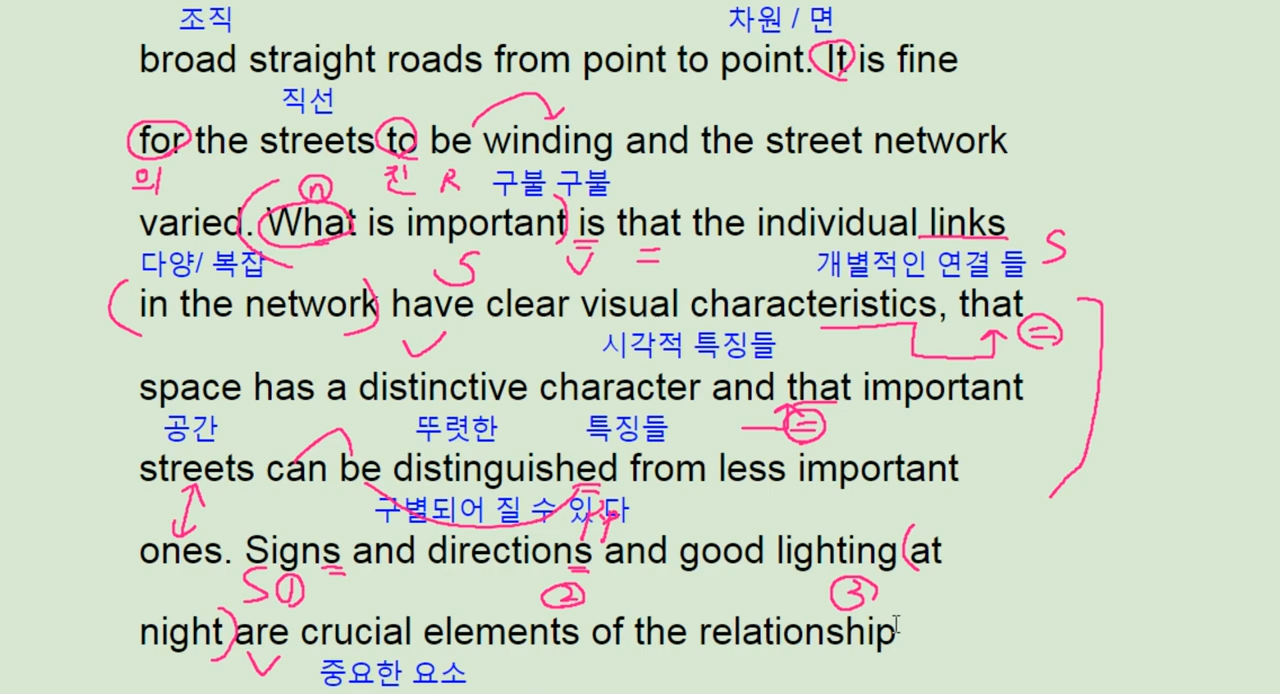 조직 차원 / 면
broad straight roads from point to point. It is fine
직선
for the streets to be winding and the street network
의 진 R 구불 구불
n
varied. What is important is that the individual links
다양/ 복잡 S V = 개별적인 연결 들 S
in the network have clear visual characteristics, that
시각적 특징들 =
space has a distinctive character and that important
공간 뚜렷한 특징들 =
streets can be distinguished from less important
구별되어 질 수 있 다
ones. Signs and directions and good lighting at
S ① ② ③
night are crucial elements of the relationship
V 중요한 요소